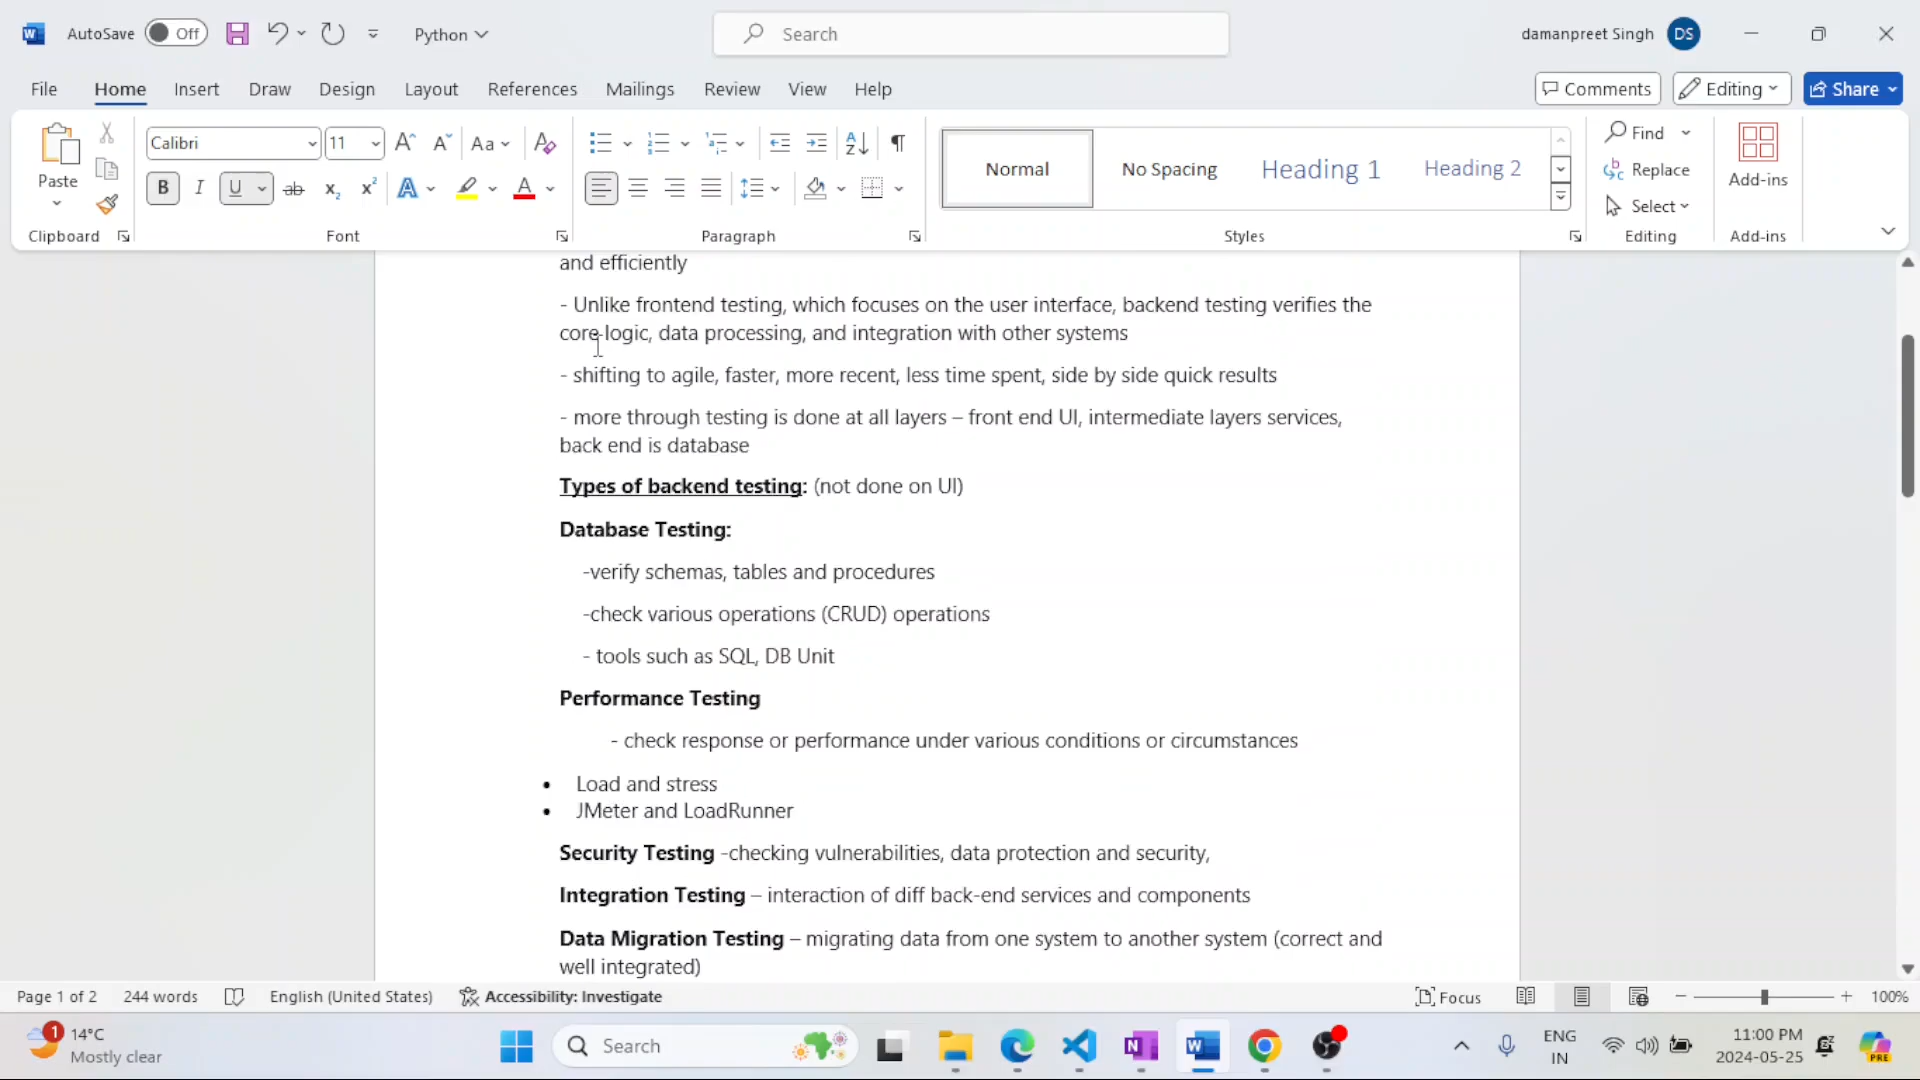 AutoSave Off Python Search damanpreet Singh DS
File Home Insert Draw Design Layout References Mailings Review View Help Comments Editing Share
Paste Calibri 11 Aa Normal No Spacing Heading 1 Heading 2 Find Replace Select Add-ins
Clipboard Font Paragraph Styles Editing Add-ins
and efficiently
- Unlike frontend testing, which focuses on the user interface, backend testing verifies the
core logic, data processing, and integration with other systems
- shifting to agile, faster, more recent, less time spent, side by side quick results
- more through testing is done at all layers – front end UI, intermediate layers services,
back end is database
Types of backend testing: (not done on UI)
Database Testing:
-verify schemas, tables and procedures
-check various operations (CRUD) operations
- tools such as SQL, DB Unit
Performance Testing
- check response or performance under various conditions or circumstances
• Load and stress
• JMeter and LoadRunner
Security Testing -checking vulnerabilities, data protection and security,
Integration Testing – interaction of diff back-end services and components
Data Migration Testing – migrating data from one system to another system (correct and
well integrated)
Page 1 of 2 244 words English (United States) Accessibility: Investigate Focus 100%
1 14°C Search ENG 11:00 PM
Mostly clear IN 2024-05-25 PRE